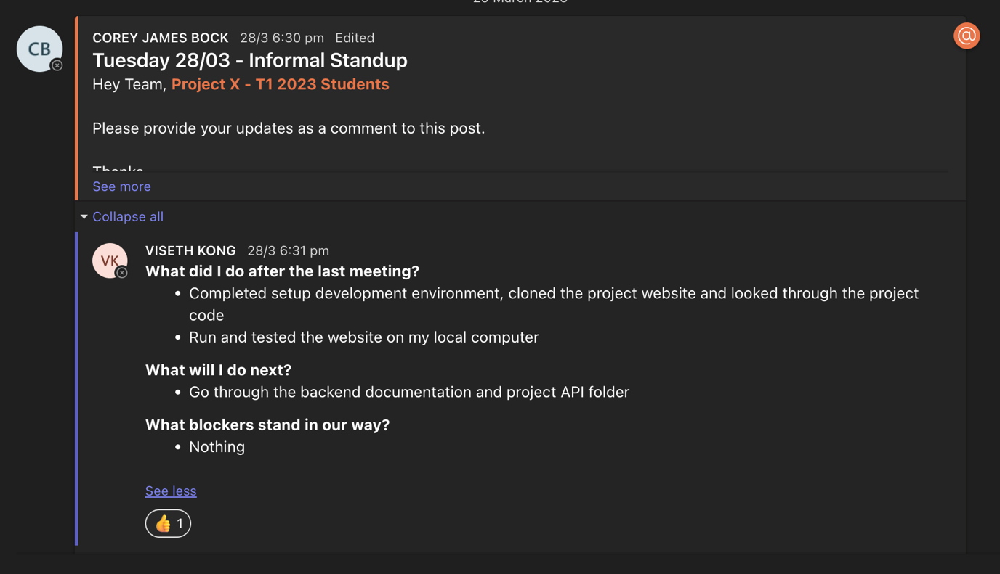 COREY JAMES BOCK 28/3 6:30 pm Edited
@
CB
Tuesday 28/03 - Informal Standup
Hey Team, Project X - T1 2023 Students
Please provide your updates as a comment to this post.
See more
Collapse all
VISETH KONG 28/3 6:31 pm
VK
What did I do after the last meeting?
• Completed setup development environment, cloned the project website and looked through the project
code
• Run and tested the website on my local computer
What will I do next?
• Go through the backend documentation and project API folder
What blockers stand in our way?
• Nothing
See less
👍 1